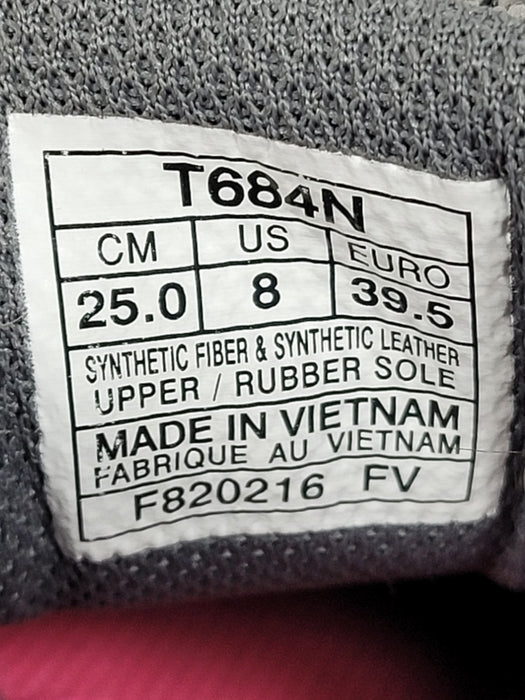 T684N
CM US EURO
25.0 8 39.5
SYNTHETIC FIBER & SYNTHETIC LEATHER
UPPER / RUBBER SOLE
MADE IN VIETNAM
FABRIQUE AU VIETNAM
F820216 FV